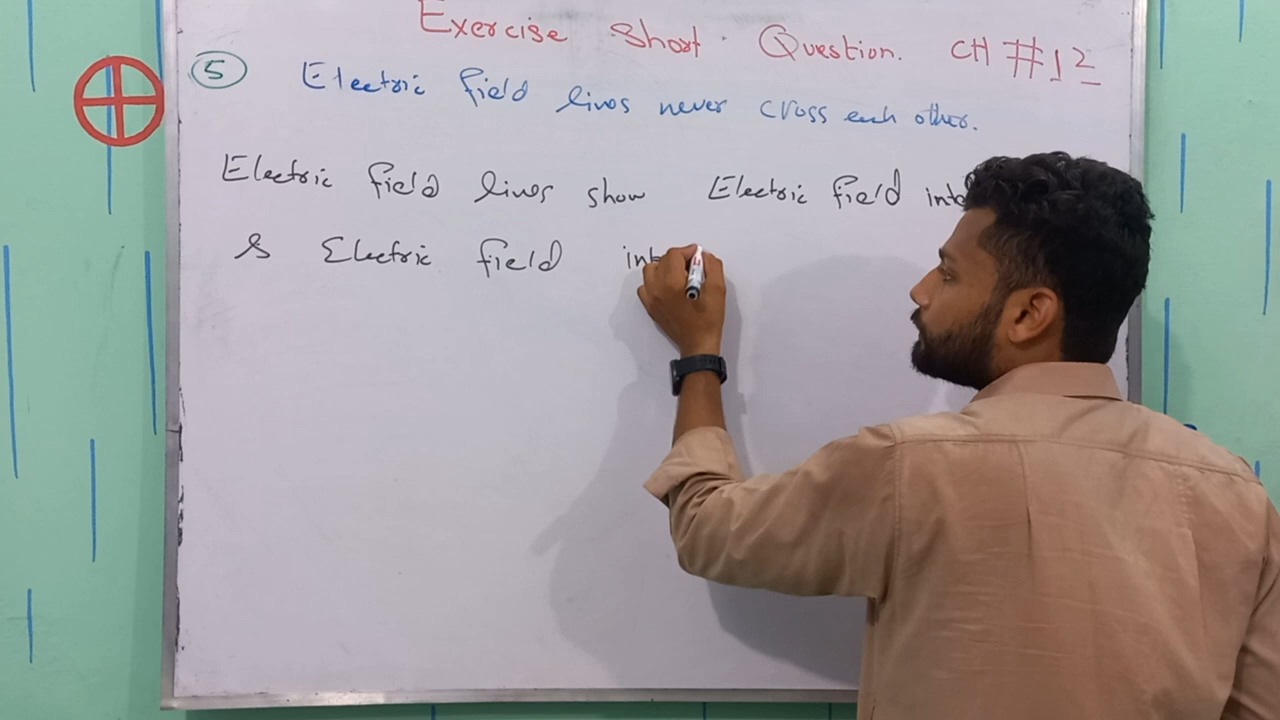 Exercise Short Question. CH #12
5 Electric field lines never cross each other.
Electric field lines show Electric field inte
& Electric field int